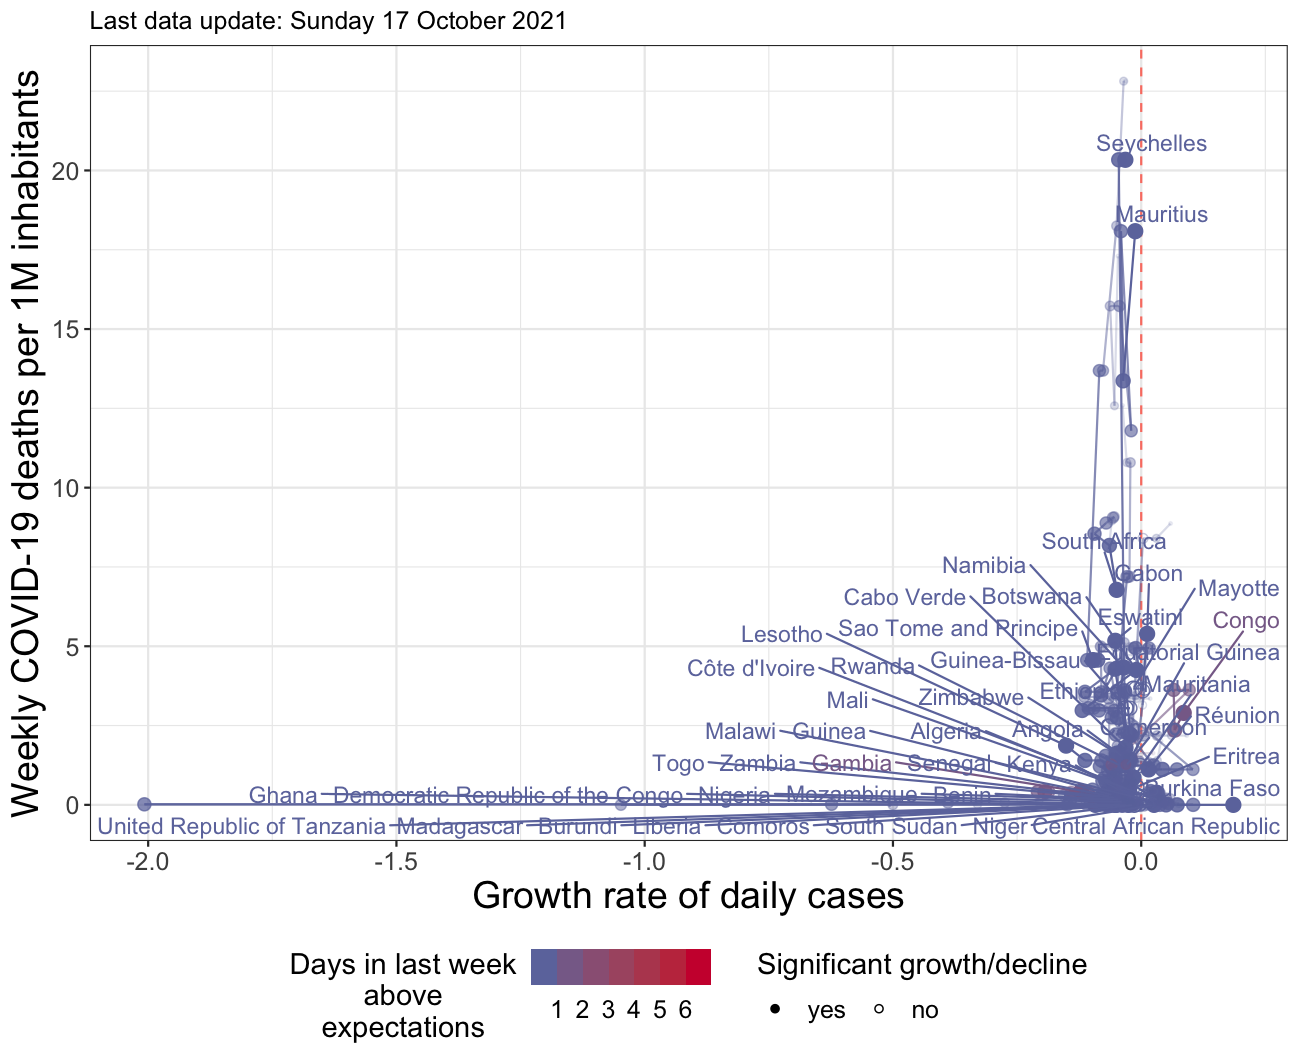 Last data update: Sunday 17 October 2021
Weekly COVID-19 deaths per 1M inhabitants
20
15
10
5
0
Seychelles
Mauritius
South Africa
Namibia
Gabon
Cabo Verde Botswana Mayotte
Eswatini Congo
Lesotho Sao Tome and Principe
Equatorial Guinea
Côte d'Ivoire Rwanda Guinea-Bissau
Mali Zimbabwe Mauritania
Réunion
Malawi Guinea Algeria Angola Cameroon
Togo Zambia Gambia Senegal Kenya Eritrea
Ghana Democratic Republic of the Congo Nigeria Mozambique Benin Burkina Faso
United Republic of Tanzania Madagascar Burundi Liberia Comoros South Sudan Niger Central African Republic
-2.0 -1.5 -1.0 -0.5 0.0
Growth rate of daily cases
Days in last week
above
expectations
1 2 3 4 5 6
Significant growth/decline
yes no